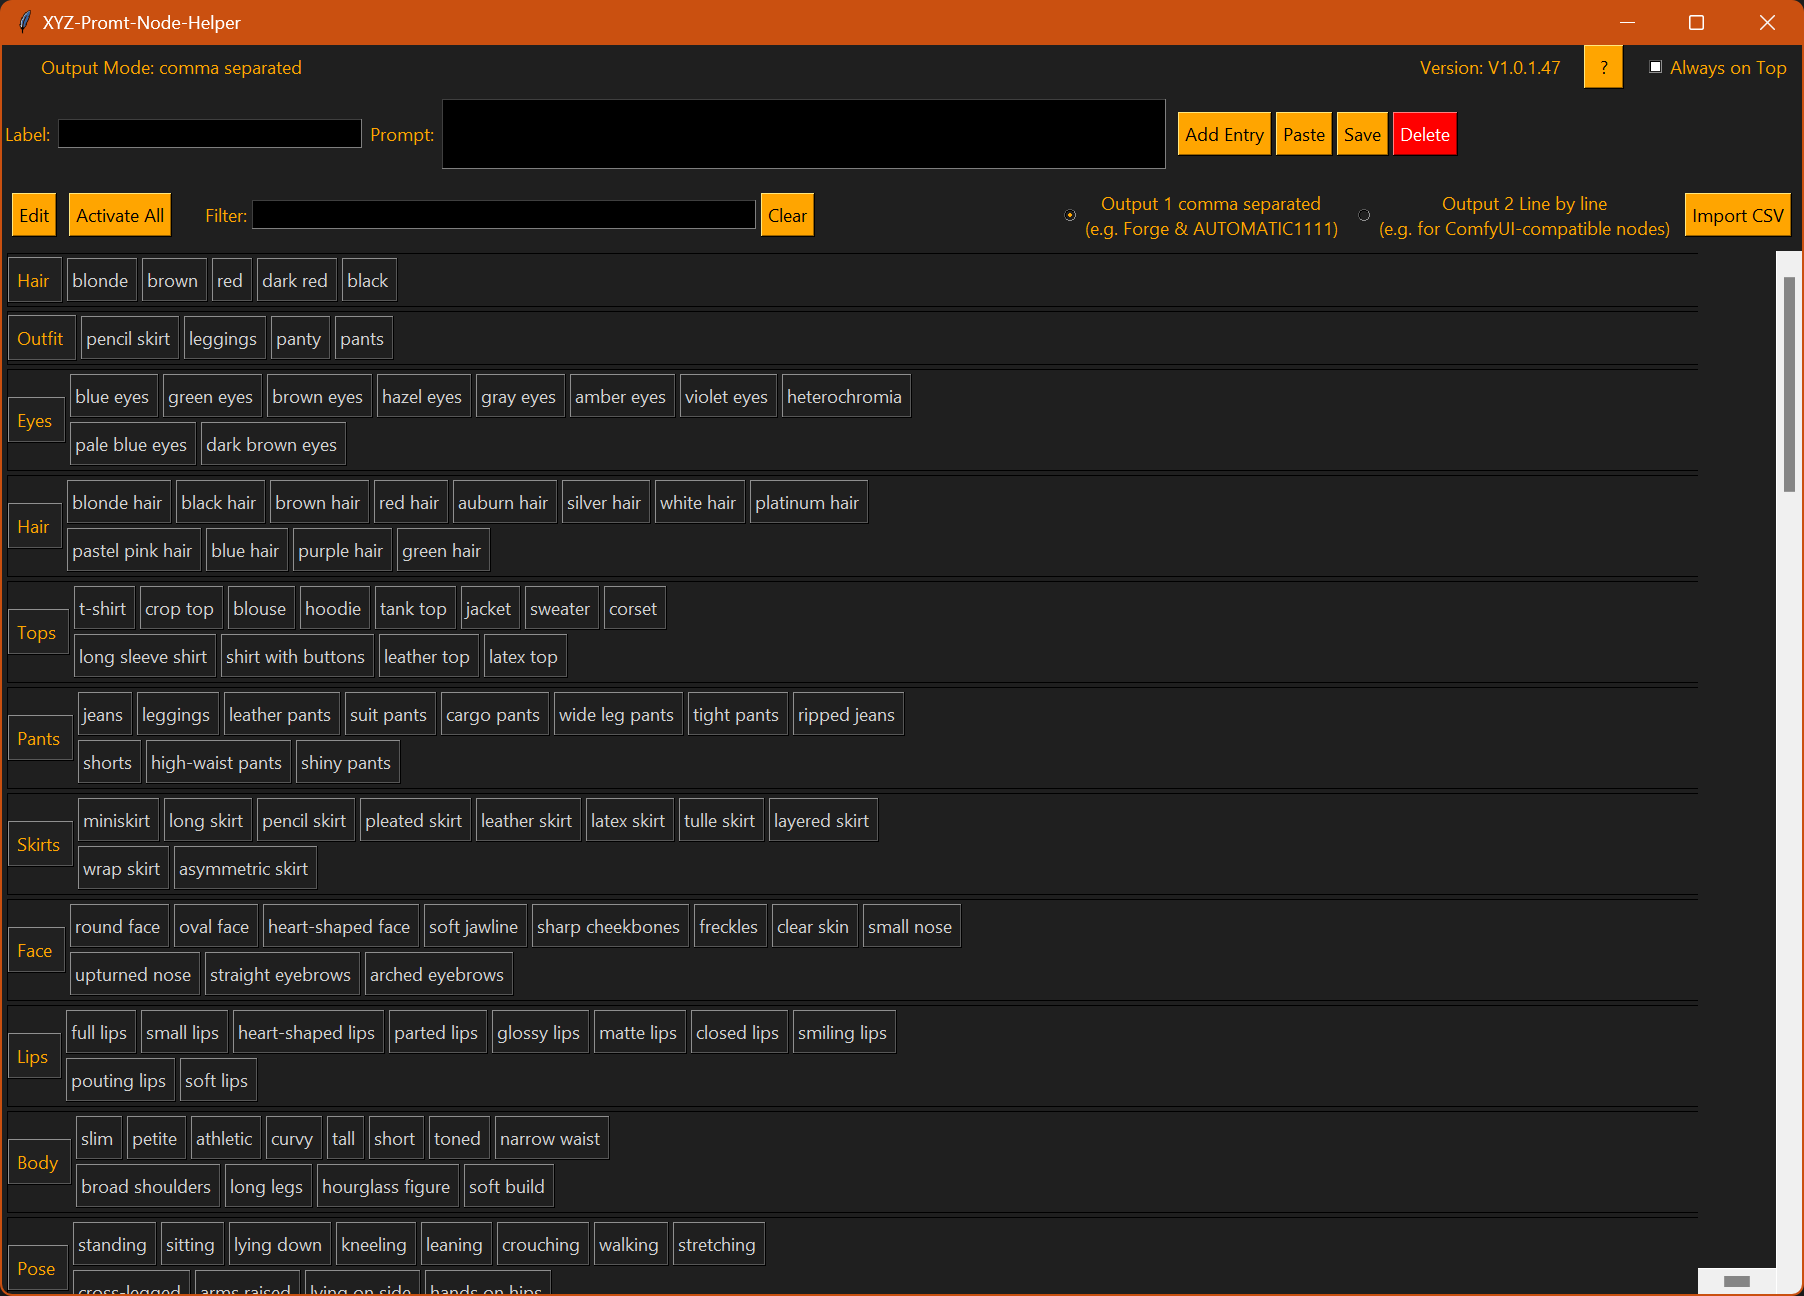 XYZ-Promt-Node-Helper
Output Mode: comma separated
Version: V1.0.1.47
?
Always on Top
Label:
Prompt:
Add Entry
Paste
Save
Delete
Edit
Activate All
Filter:
Clear
Output 1 comma separated
(e.g. Forge & AUTOMATIC1111)
Output 2 Line by line
(e.g. for ComfyUI-compatible nodes)
Import CSV
Hair blonde brown red dark red black
Outfit pencil skirt leggings panty pants
Eyes
blue eyes green eyes brown eyes hazel eyes gray eyes amber eyes violet eyes heterochromia
pale blue eyes dark brown eyes
Hair
blonde hair black hair brown hair red hair auburn hair silver hair white hair platinum hair
pastel pink hair blue hair purple hair green hair
Tops
t-shirt crop top blouse hoodie tank top jacket sweater corset
long sleeve shirt shirt with buttons leather top latex top
Pants
jeans leggings leather pants suit pants cargo pants wide leg pants tight pants ripped jeans
shorts high-waist pants shiny pants
Skirts
miniskirt long skirt pencil skirt pleated skirt leather skirt latex skirt tulle skirt layered skirt
wrap skirt asymmetric skirt
Face
round face oval face heart-shaped face soft jawline sharp cheekbones freckles clear skin small nose
upturned nose straight eyebrows arched eyebrows
Lips
full lips small lips heart-shaped lips parted lips glossy lips matte lips closed lips smiling lips
pouting lips soft lips
Body
slim petite athletic curvy tall short toned narrow waist
broad shoulders long legs hourglass figure soft build
Pose
standing sitting lying down kneeling leaning crouching walking stretching
cross-legged arms raised lying on side hands on hips